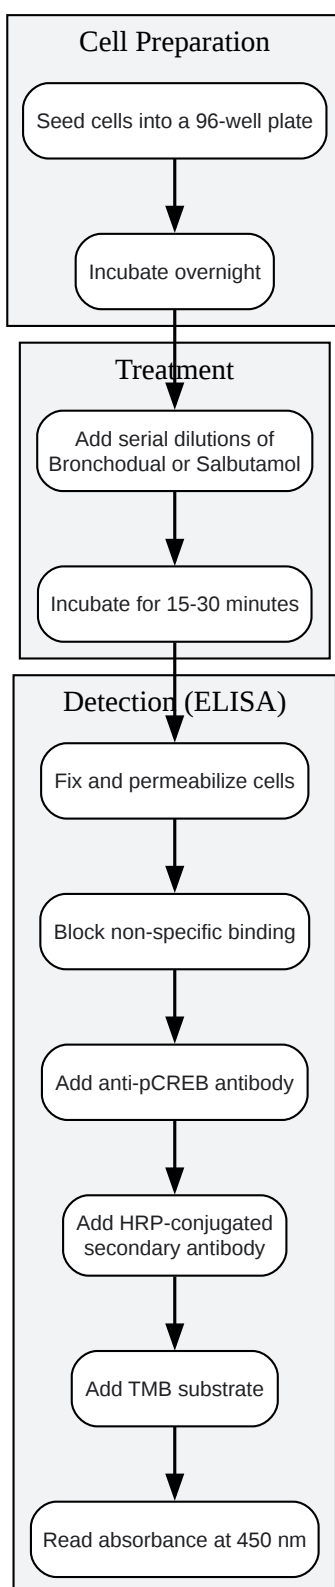 Cell Preparation
Seed cells into a 96-well plate
Incubate overnight
Treatment
Add serial dilutions of
Bronchodual or Salbutamol
Incubate for 15-30 minutes
Detection (ELISA)
Fix and permeabilize cells
Block non-specific binding
Add anti-pCREB antibody
Add HRP-conjugated
secondary antibody
Add TMB substrate
Read absorbance at 450 nm